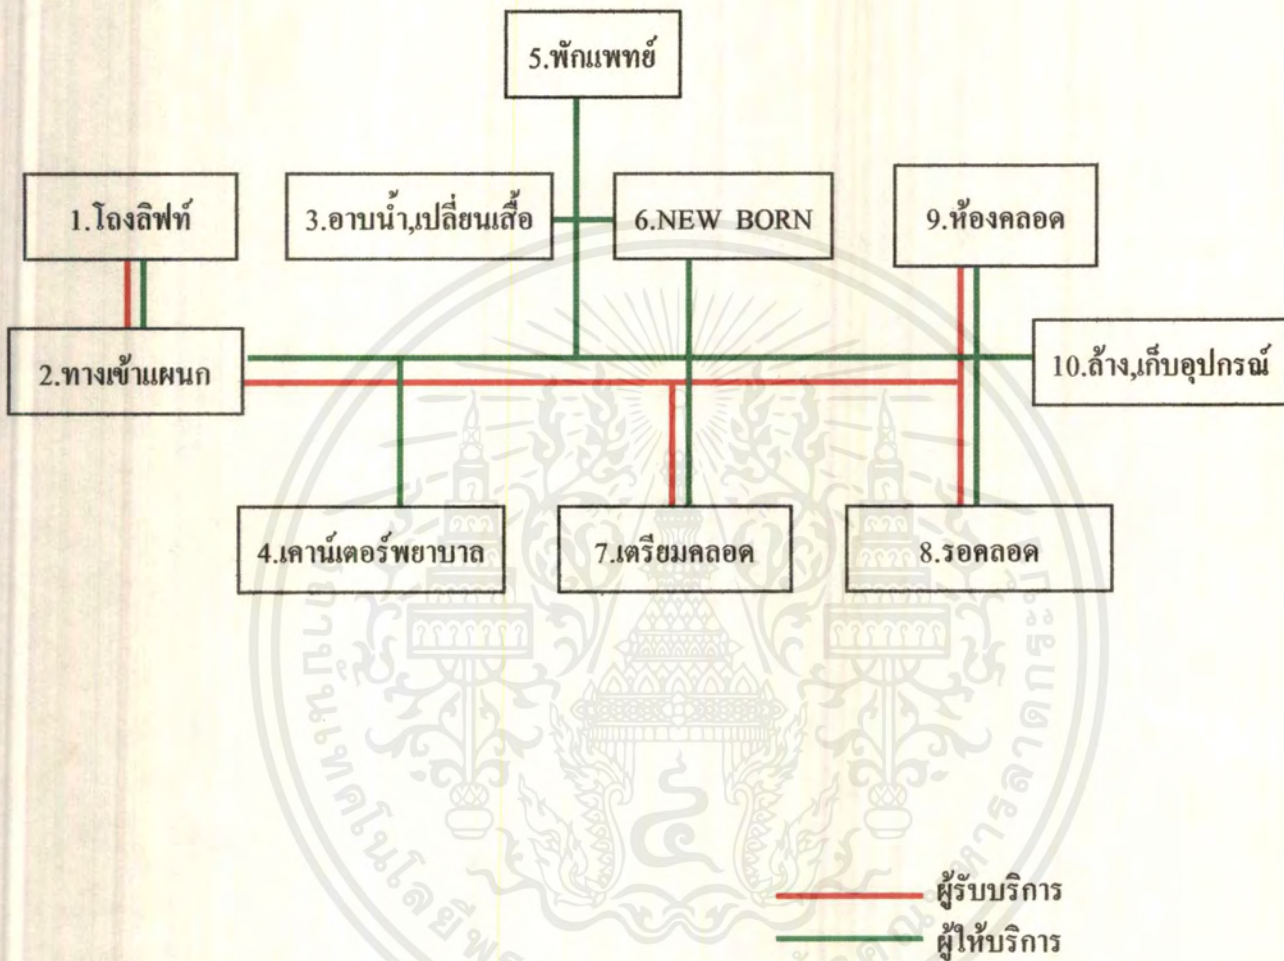 5.พักแพทย์
1.โถงลิฟท์
3.อาบน้ำ,เปลี่ยนเสื้อ
6.NEW BORN
9.ห้องคลอด
2.ทางเข้าแผนก
10.ล้าง,เก็บอุปกรณ์
4.เคาน์เตอร์พยาบาล
7.เตรียมคลอด
8.รอคลอด
ผู้รับบริการ
ผู้ให้บริการ